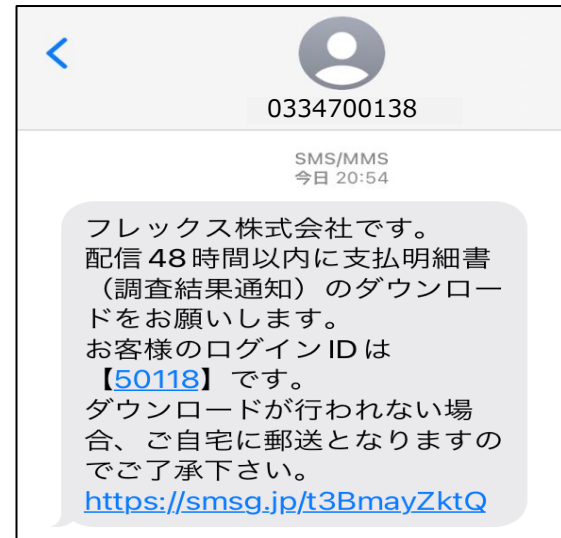 0334700138
SMS/MMS
今日 20:54
フレックス株式会社です。
配信48時間以内に支払明細書
（調査結果通知）のダウンロー
ドをお願いします。
お客様のログインIDは
【50118】です。
ダウンロードが行われない場
合、ご自宅に郵送となりますの
でご了承下さい。
https://smsg.jp/t3BmayZktQ